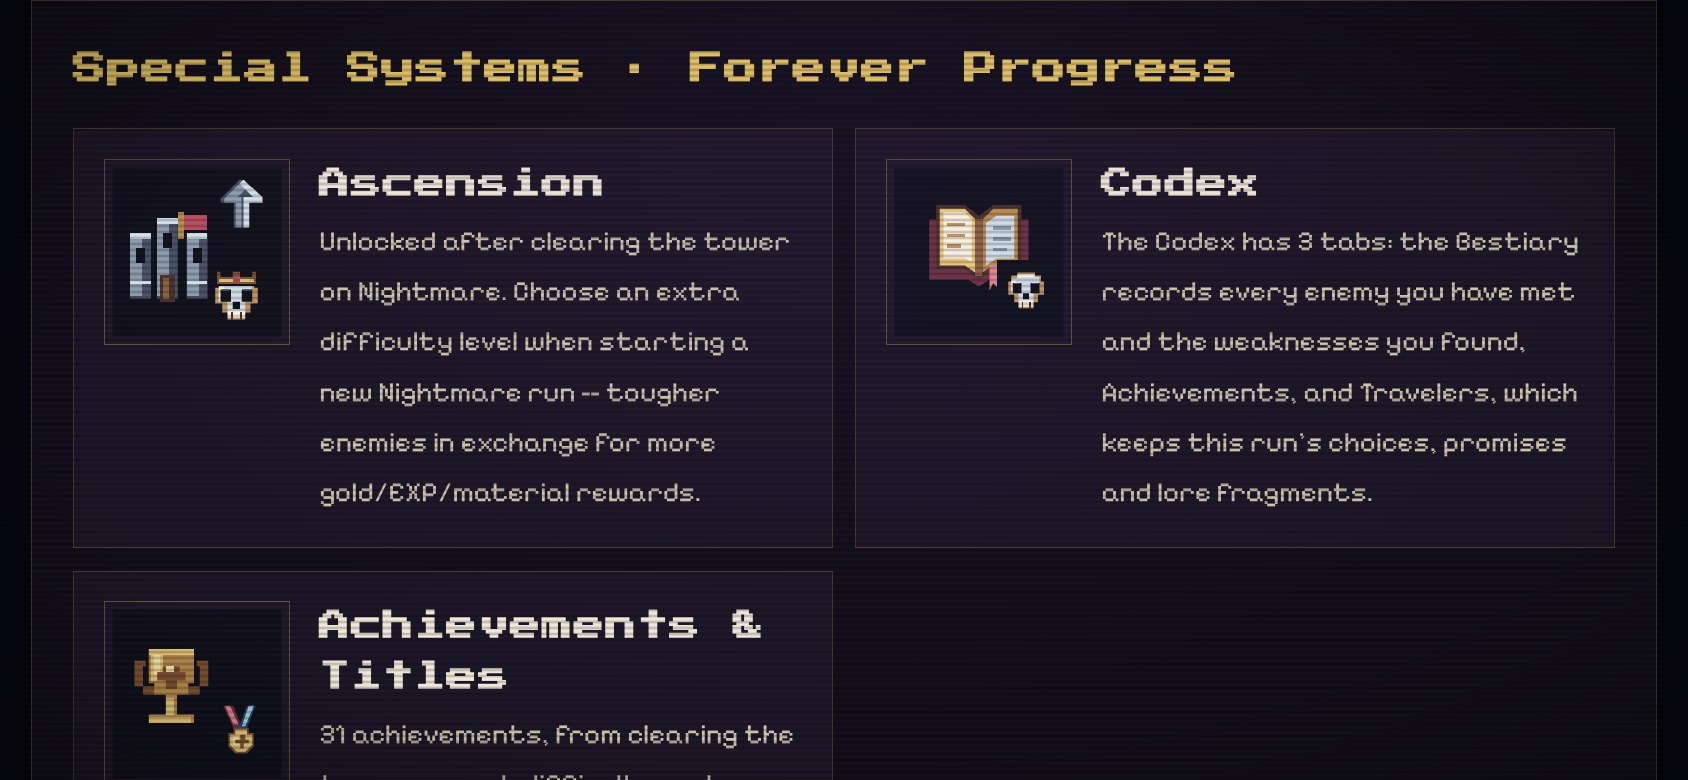 Special Systems · Forever Progress
Ascension
Unlocked after clearing the tower
on Nightmare. Choose an extra
difficulty level when starting a
new Nightmare run -- tougher
enemies in exchange for more
gold/EXP/material rewards.
Codex
The Codex has 3 tabs: the Bestiary
records every enemy you have met
and the weaknesses you found,
Achievements, and Travelers, which
keeps this run's choices, promises
and lore fragments.
Achievements &
Titles
31 achievements, from clearing the